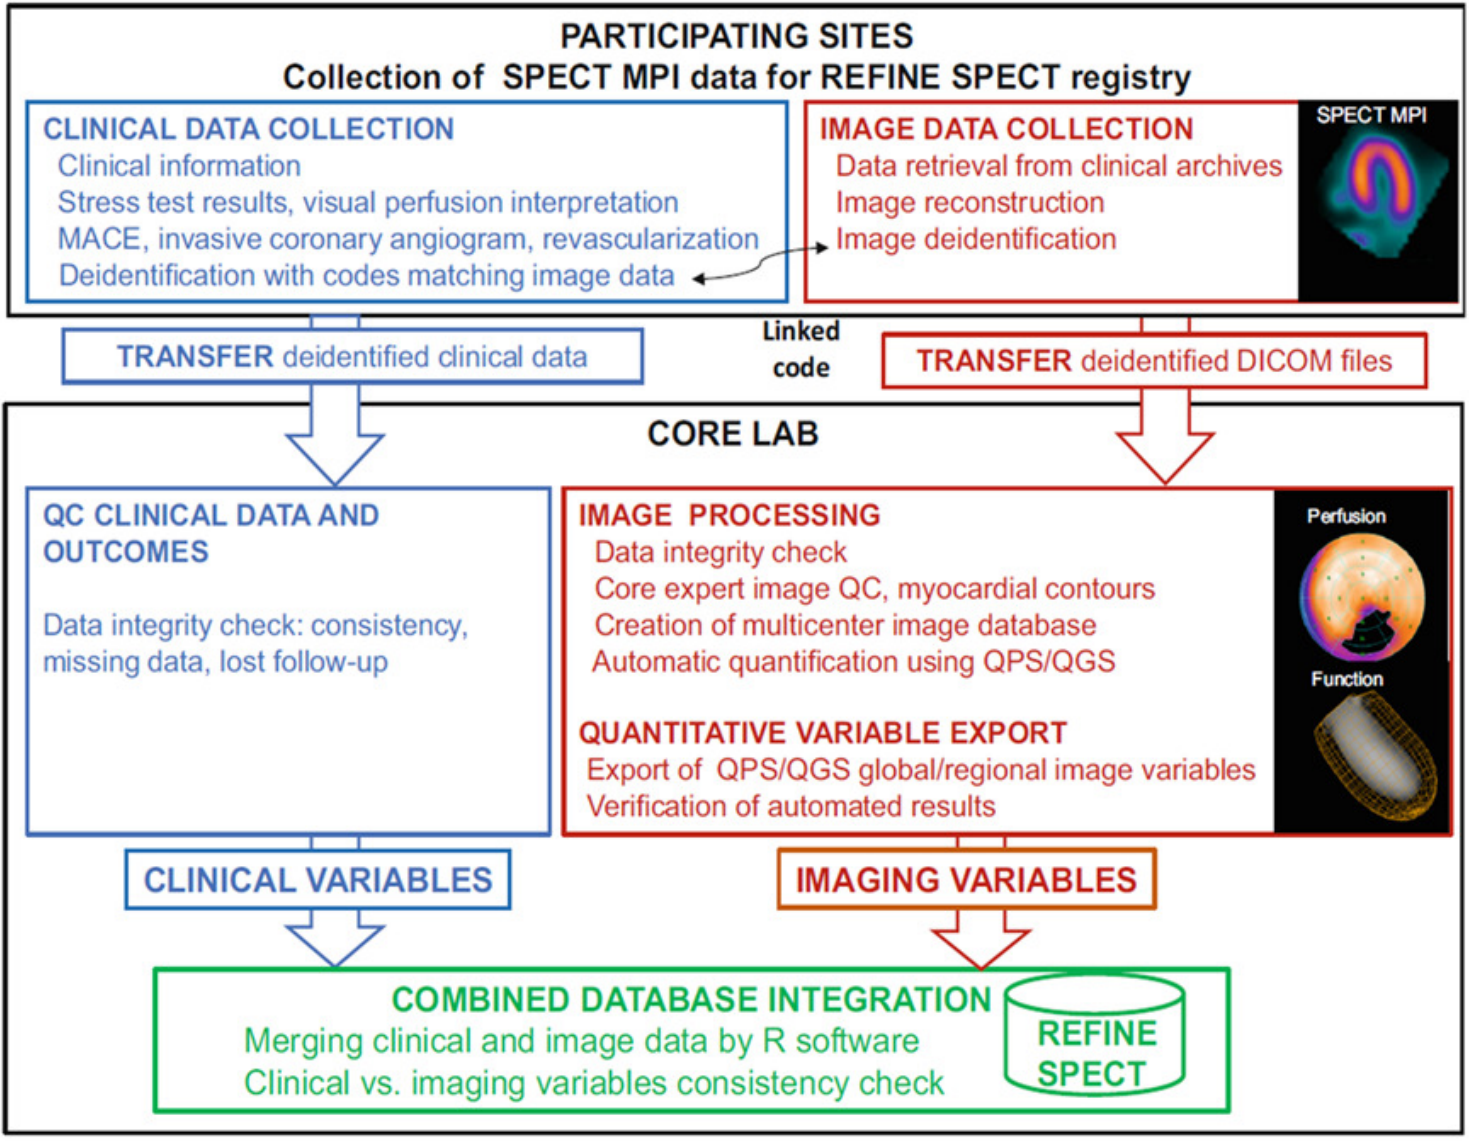 PARTICIPATING SITES
Collection of SPECT MPI data for REFINE SPECT registry
CLINICAL DATA COLLECTION
Clinical information
Stress test results, visual perfusion interpretation
MACE, invasive coronary angiogram, revascularization
Deidentification with codes matching image data
IMAGE DATA COLLECTION
Data retrieval from clinical archives
Image reconstruction
Image deidentification
SPECT MPI
Linked
code
TRANSFER deidentified clinical data
TRANSFER deidentified DICOM files
CORE LAB
QC CLINICAL DATA AND
OUTCOMES
Data integrity check: consistency,
missing data, lost follow-up
IMAGE PROCESSING
Data integrity check
Core expert image QC, myocardial contours
Creation of multicenter image database
Automatic quantification using QPS/QGS
QUANTITATIVE VARIABLE EXPORT
Export of QPS/QGS global/regional image variables
Verification of automated results
Perfusion
Function
CLINICAL VARIABLES
IMAGING VARIABLES
COMBINED DATABASE INTEGRATION
Merging clinical and image data by R software
Clinical vs. imaging variables consistency check
REFINE
SPECT